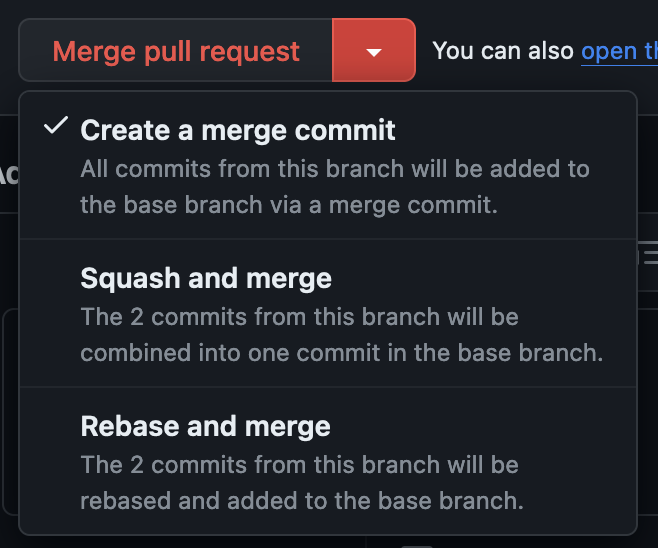 Merge pull request
You can also open th
Create a merge commit
All commits from this branch will be added to
the base branch via a merge commit.
Squash and merge
The 2 commits from this branch will be
combined into one commit in the base branch.
Rebase and merge
The 2 commits from this branch will be
rebased and added to the base branch.